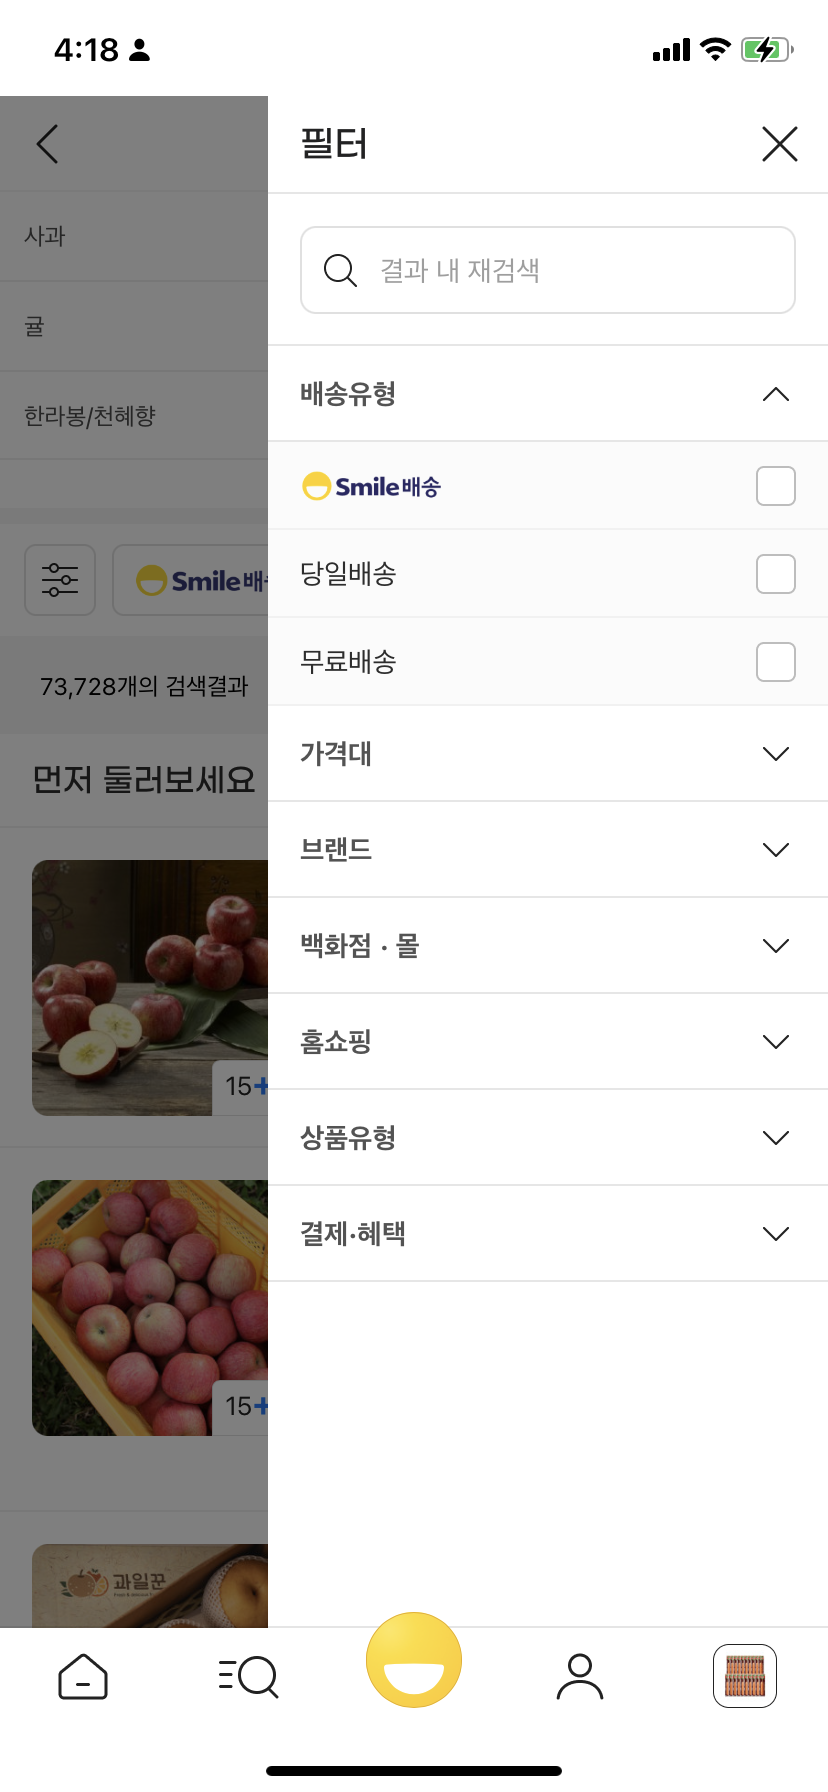 4:18
필터
사과
귤
한라봉/천혜향
결과 내 재검색
배송유형
Smile배송
당일배송
무료배송
가격대
브랜드
백화점 · 몰
홈쇼핑
상품유형
결제·혜택
Smile배
73,728개의 검색결과
먼저 둘러보세요
15+
15+
과일꾼